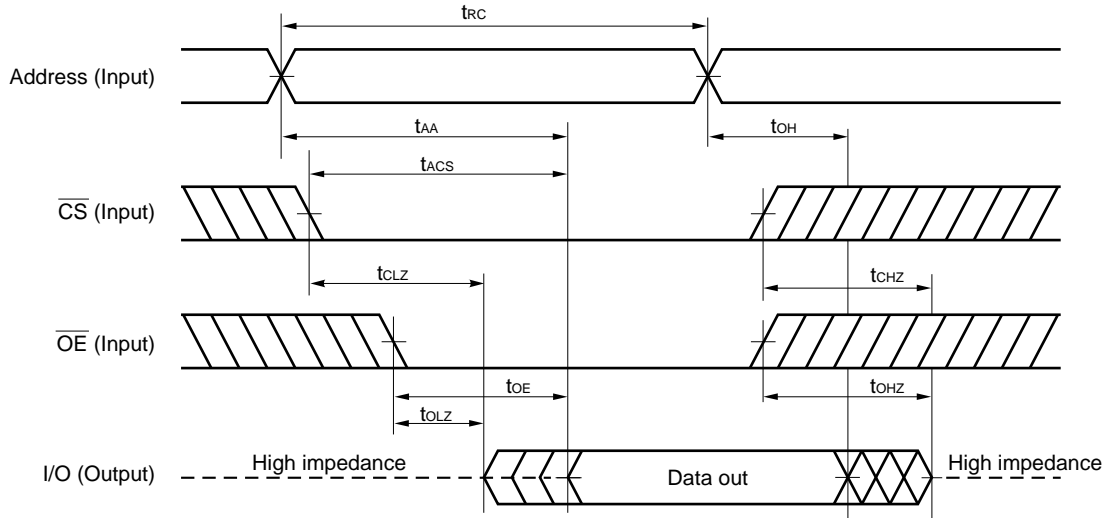 tRC
Address (Input)
tAA
tOH
tACS
CS (Input)
tCLZ
tCHZ
OE (Input)
tOE
tOHZ
tOLZ
High impedance
Data out
High impedance
I/O (Output)